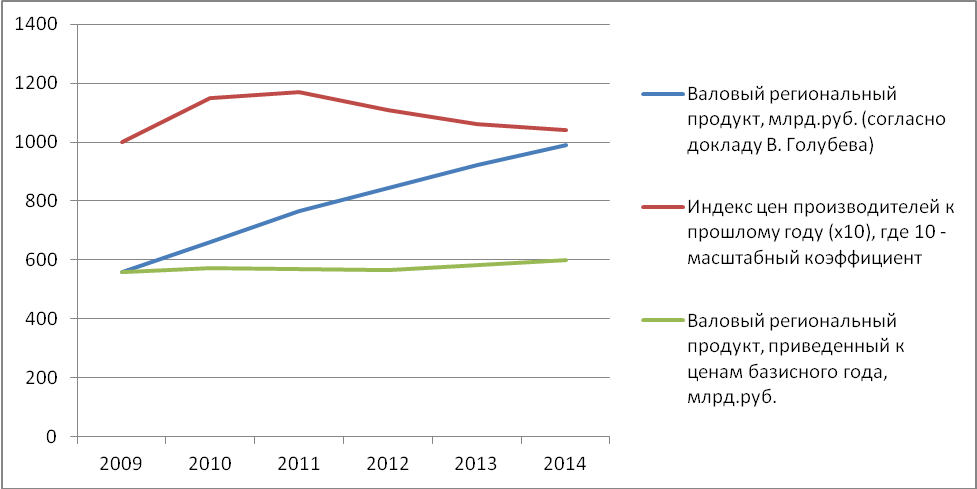 1400
1200
1000
800
600
400
200
0
2009 2010 2011 2012 2013 2014
Валовый региональный
продукт, млрд.руб. (согласно
докладу В. Голубева)
Индекс цен производителей к
прошлому году (х10), где 10 -
масштабный коэффициент
Валовый региональный
продукт, приведенный к
ценам базисного года,
млрд.руб.